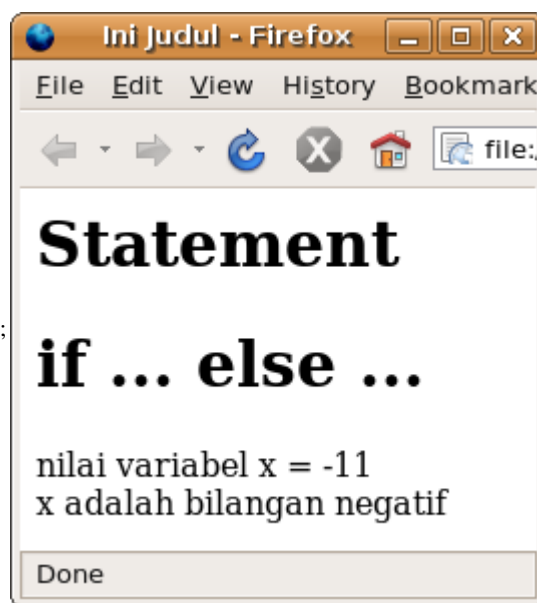 Ini Judul - Firefox
File Edit View History Bookmark
file:
Statement
;
if ... else ...
nilai variabel x = -11
x adalah bilangan negatif
Done